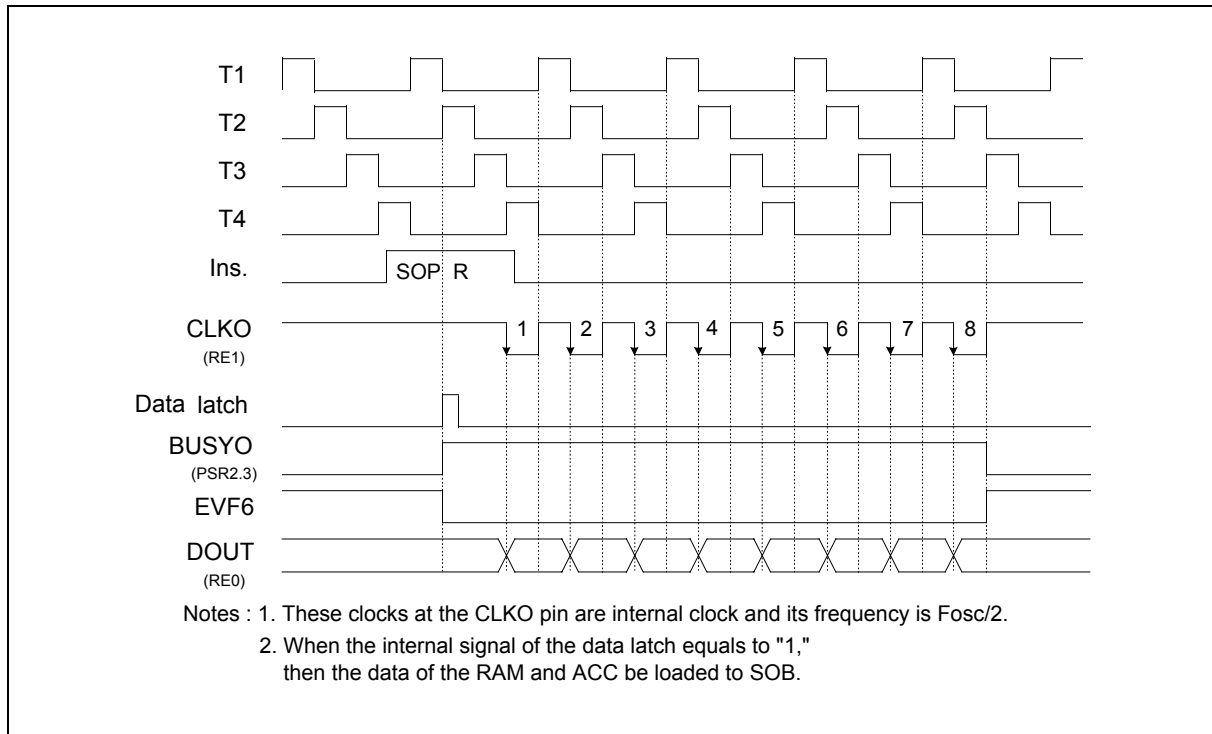 T1
T2
T3
T4
Ins.
SOP R
CLKO
(RE1)
1 2 3 4 5 6 7 8
Data latch
BUSYO
(PSR2.3)
EVF6
DOUT
(RE0)
Notes : 1. These clocks at the CLKO pin are internal clock and its frequency is Fosc/2.
2. When the internal signal of the data latch equals to "1,"
then the data of the RAM and ACC be loaded to SOB.